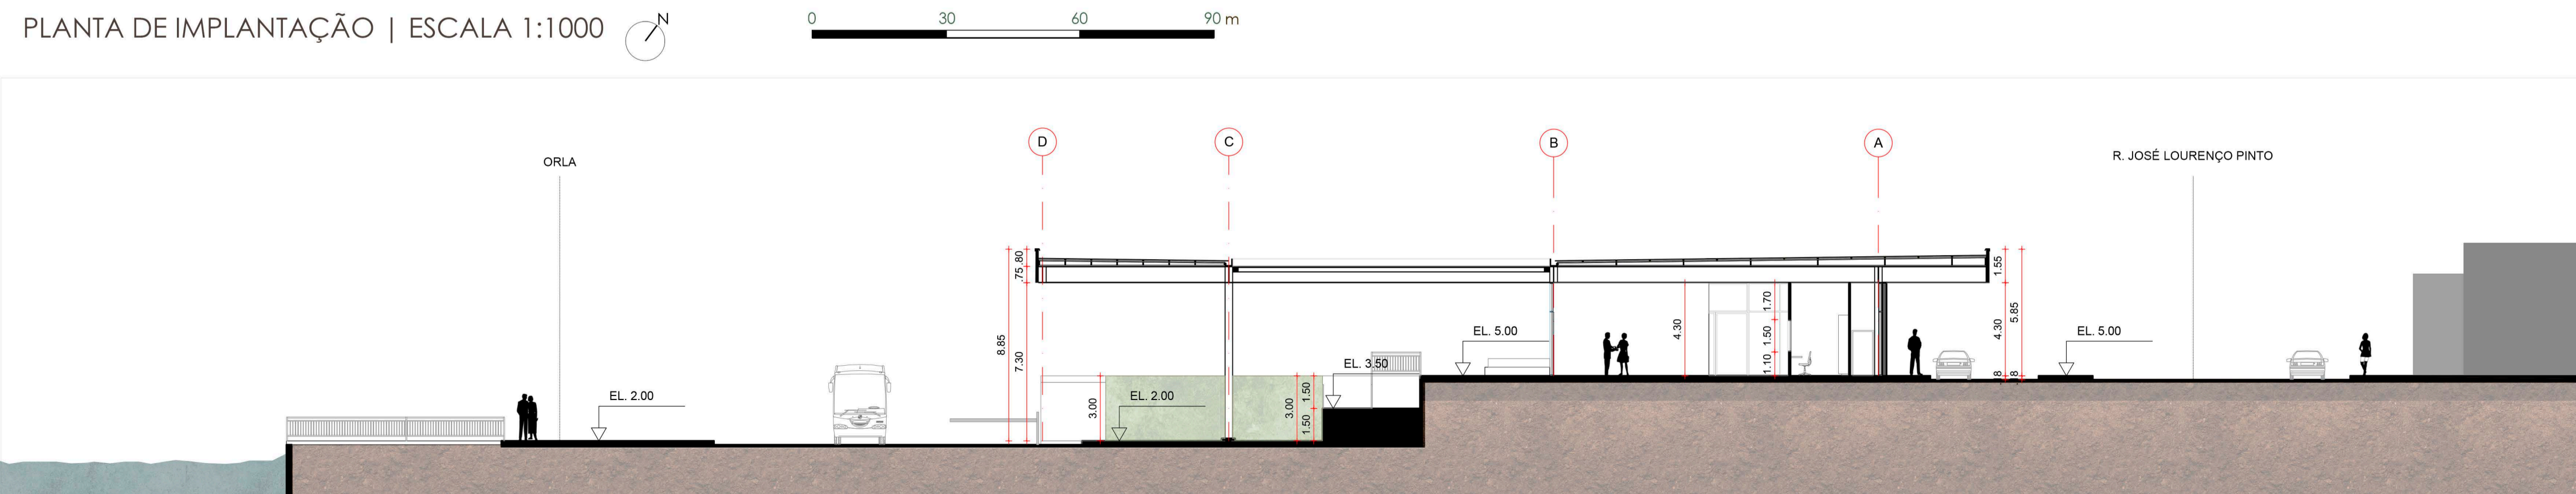 PLANTA DE IMPLANTAÇÃO | ESCALA 1:1000
N
0 30 60 90 m
D C B A
ORLA
R. JOSÉ LOURENÇO PINTO
.80
.75
8.85
7.30
1.55
4.30
5.85
8
8
4.30
1.70
1.50
1.10
EL. 5.00
EL. 5.00
EL. 3.50
EL. 2.00
EL. 2.00
3.00
3.00
1.50
1.50